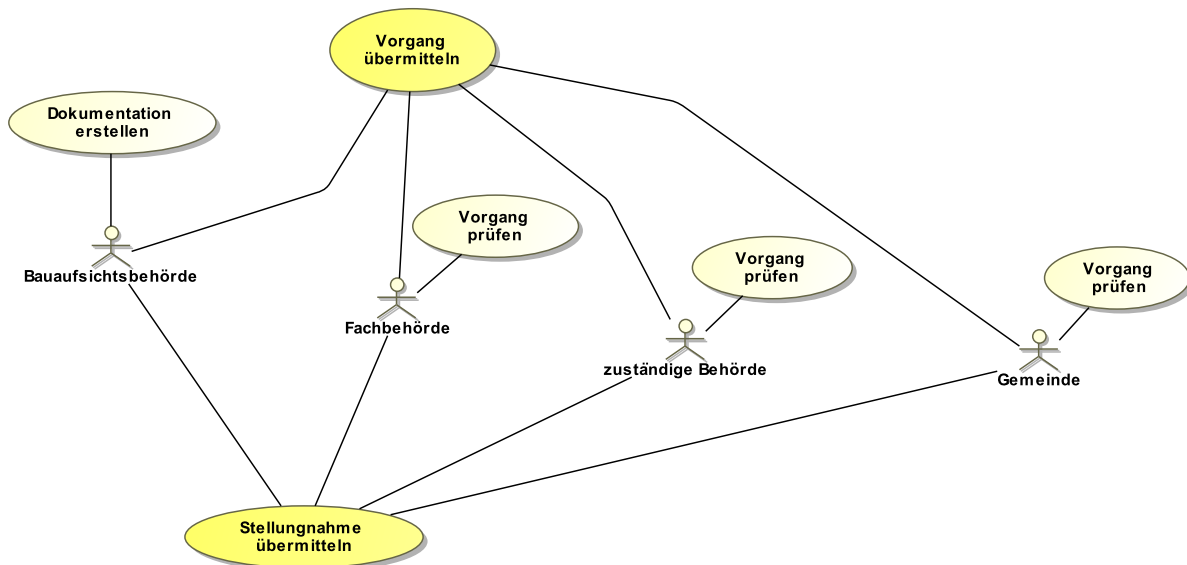 Vorgang
übermitteln
Dokumentation
erstellen
Vorgang
prüfen
Vorgang
prüfen
Vorgang
prüfen
Bauaufsichtsbehörde
Fachbehörde
zuständige Behörde
Gemeinde
Stellungnahme
übermitteln